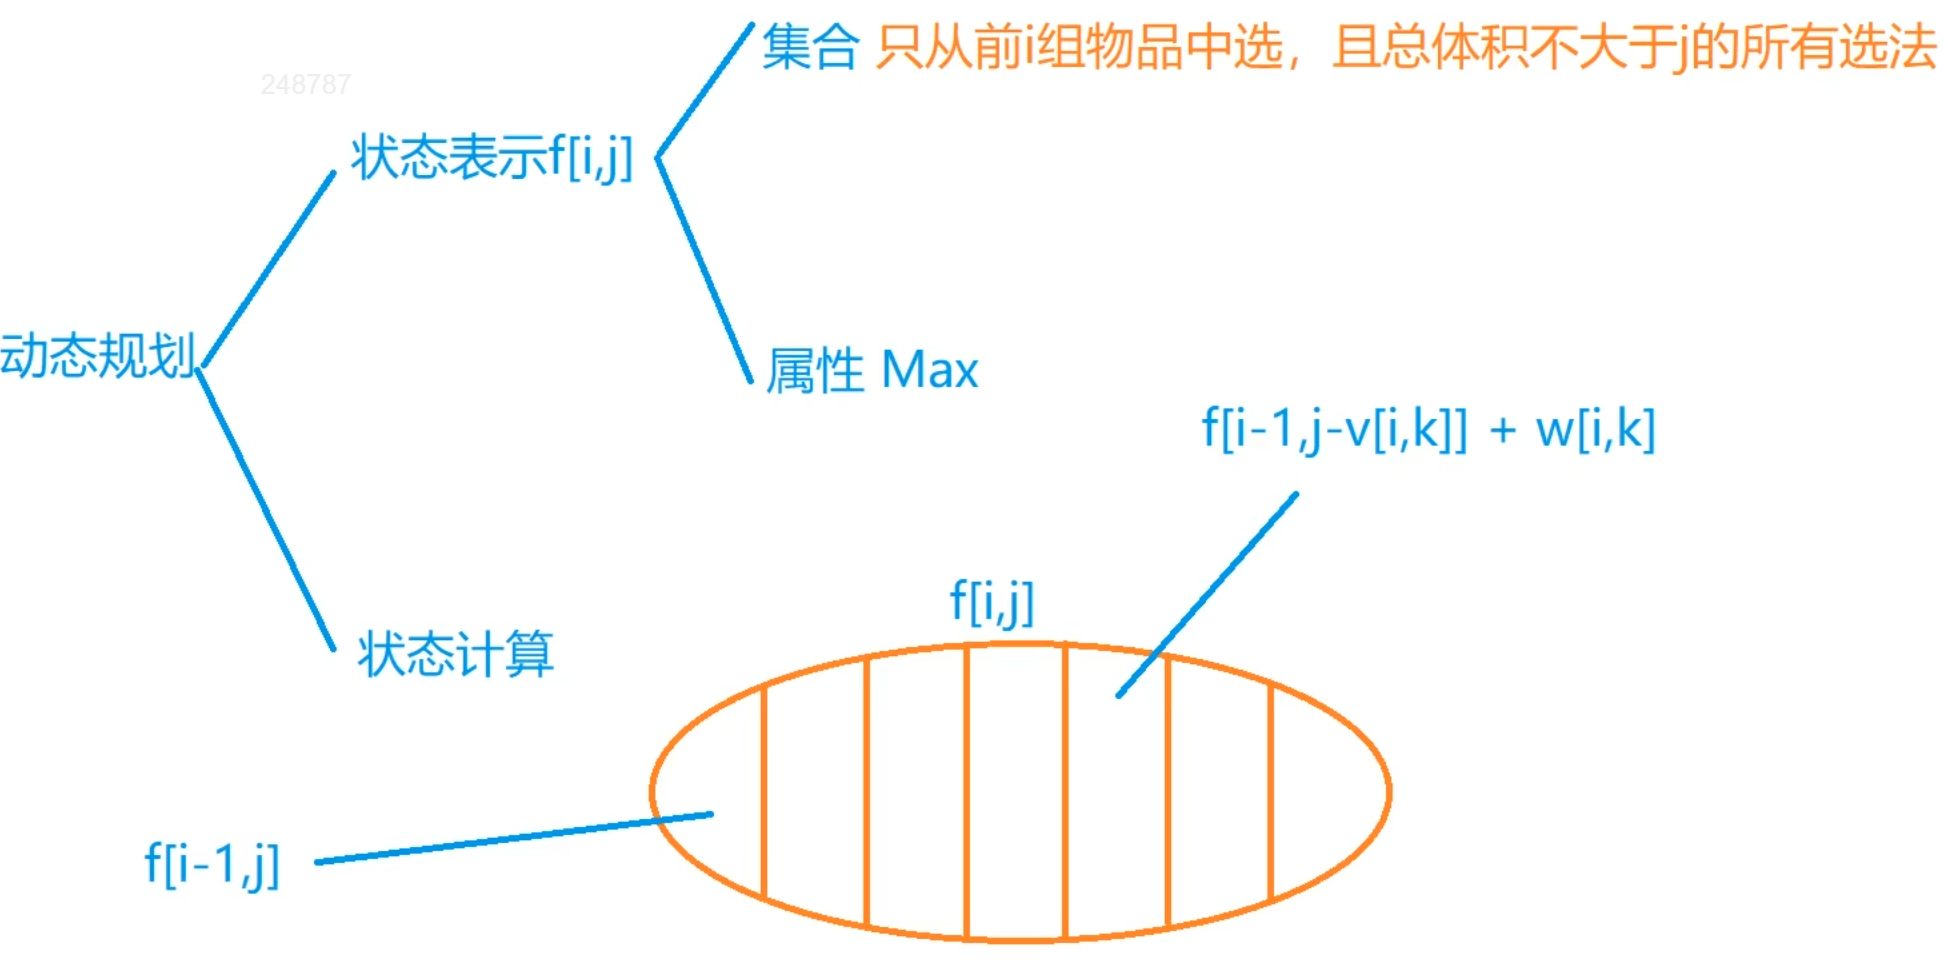 集合 只从前i组物品中选，且总体积不大于j的所有选法
248787
状态表示f[i,j]
动态规划
属性 Max
f[i-1,j-v[i,k]] + w[i,k]
f[i,j]
状态计算
f[i-1,j]